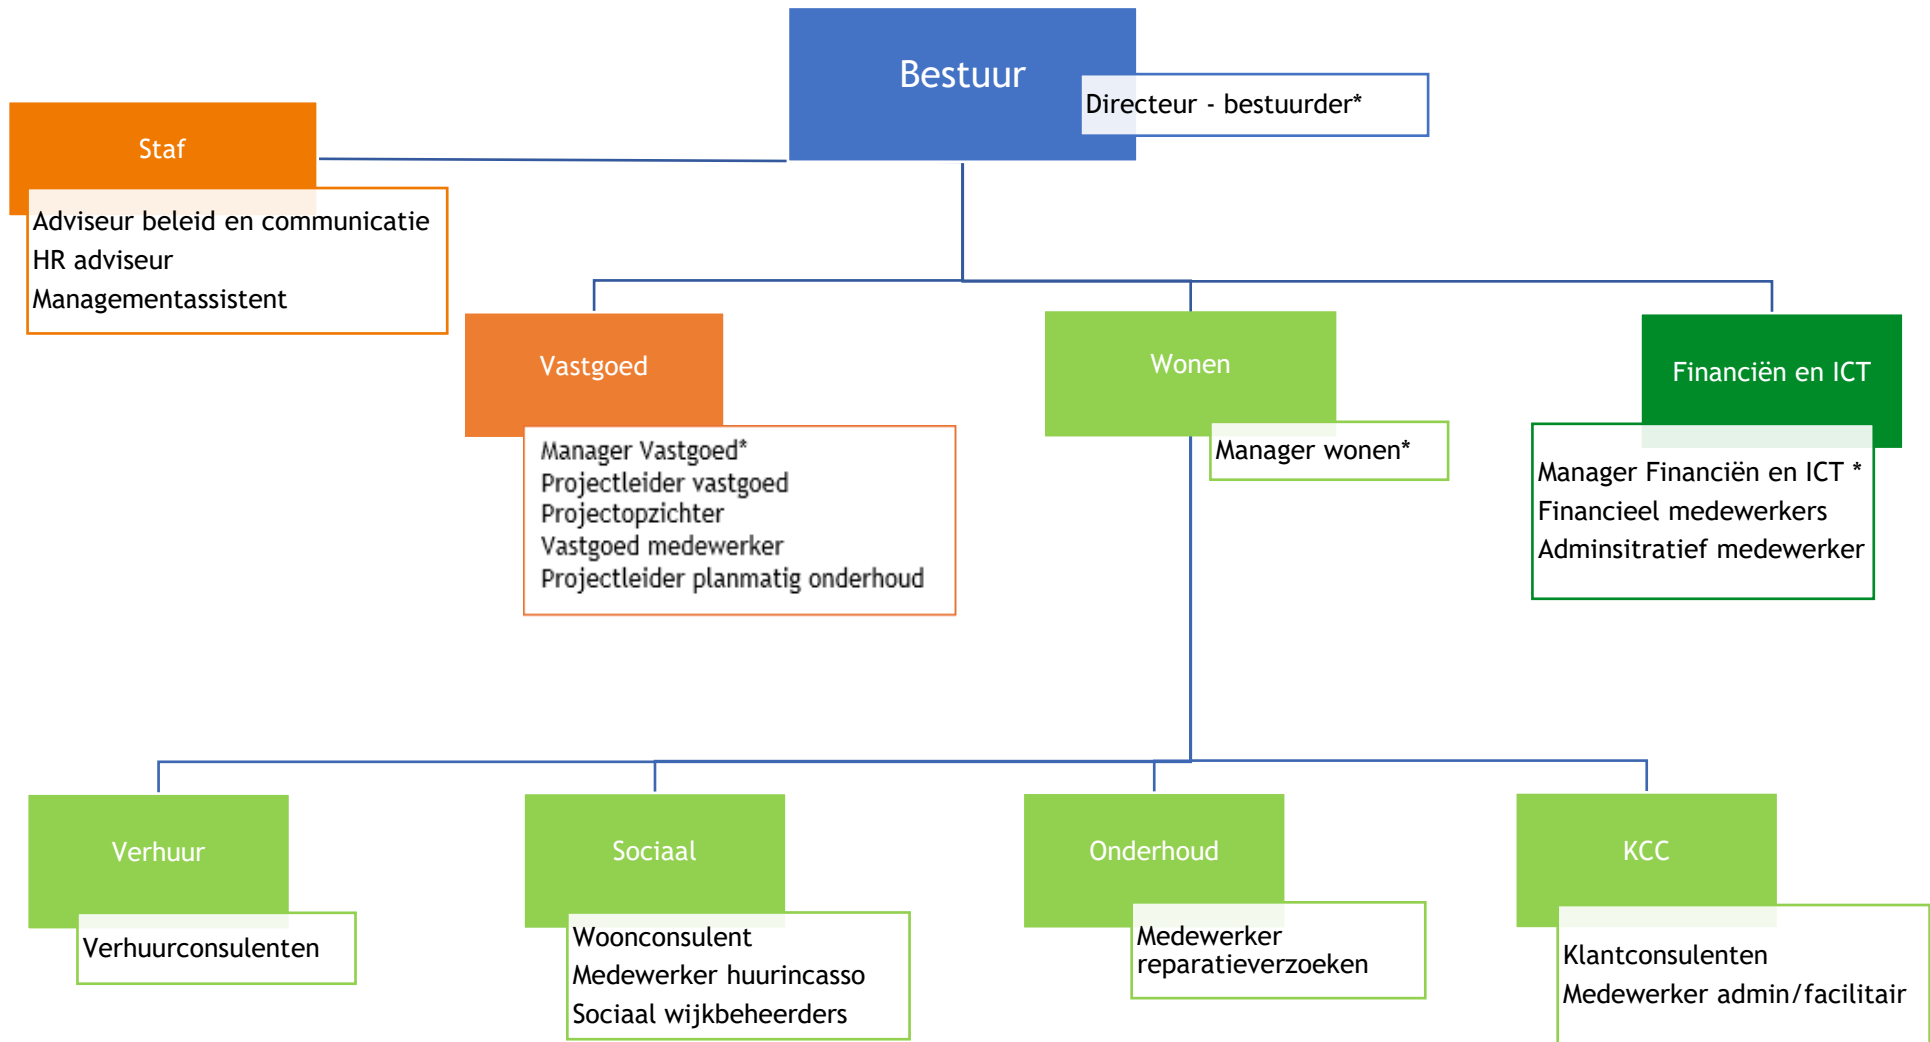 Bestuur
Directeur - bestuurder*
Staf
Adviseur beleid en communicatie
HR adviseur
Managementassistent
Vastgoed
Manager Vastgoed*
Projectleider vastgoed
Projectopzichter
Vastgoed medewerker
Projectleider planmatig onderhoud
Wonen
Manager wonen*
Financiën en ICT
Manager Financiën en ICT *
Financieel medewerkers
Adminsitratief medewerker
Verhuur
Verhuurconsulenten
Sociaal
Woonconsulent
Medewerker huurincasso
Sociaal wijkbeheerders
Onderhoud
Medewerker
reparatieverzoeken
KCC
Klantconsulenten
Medewerker admin/facilitair